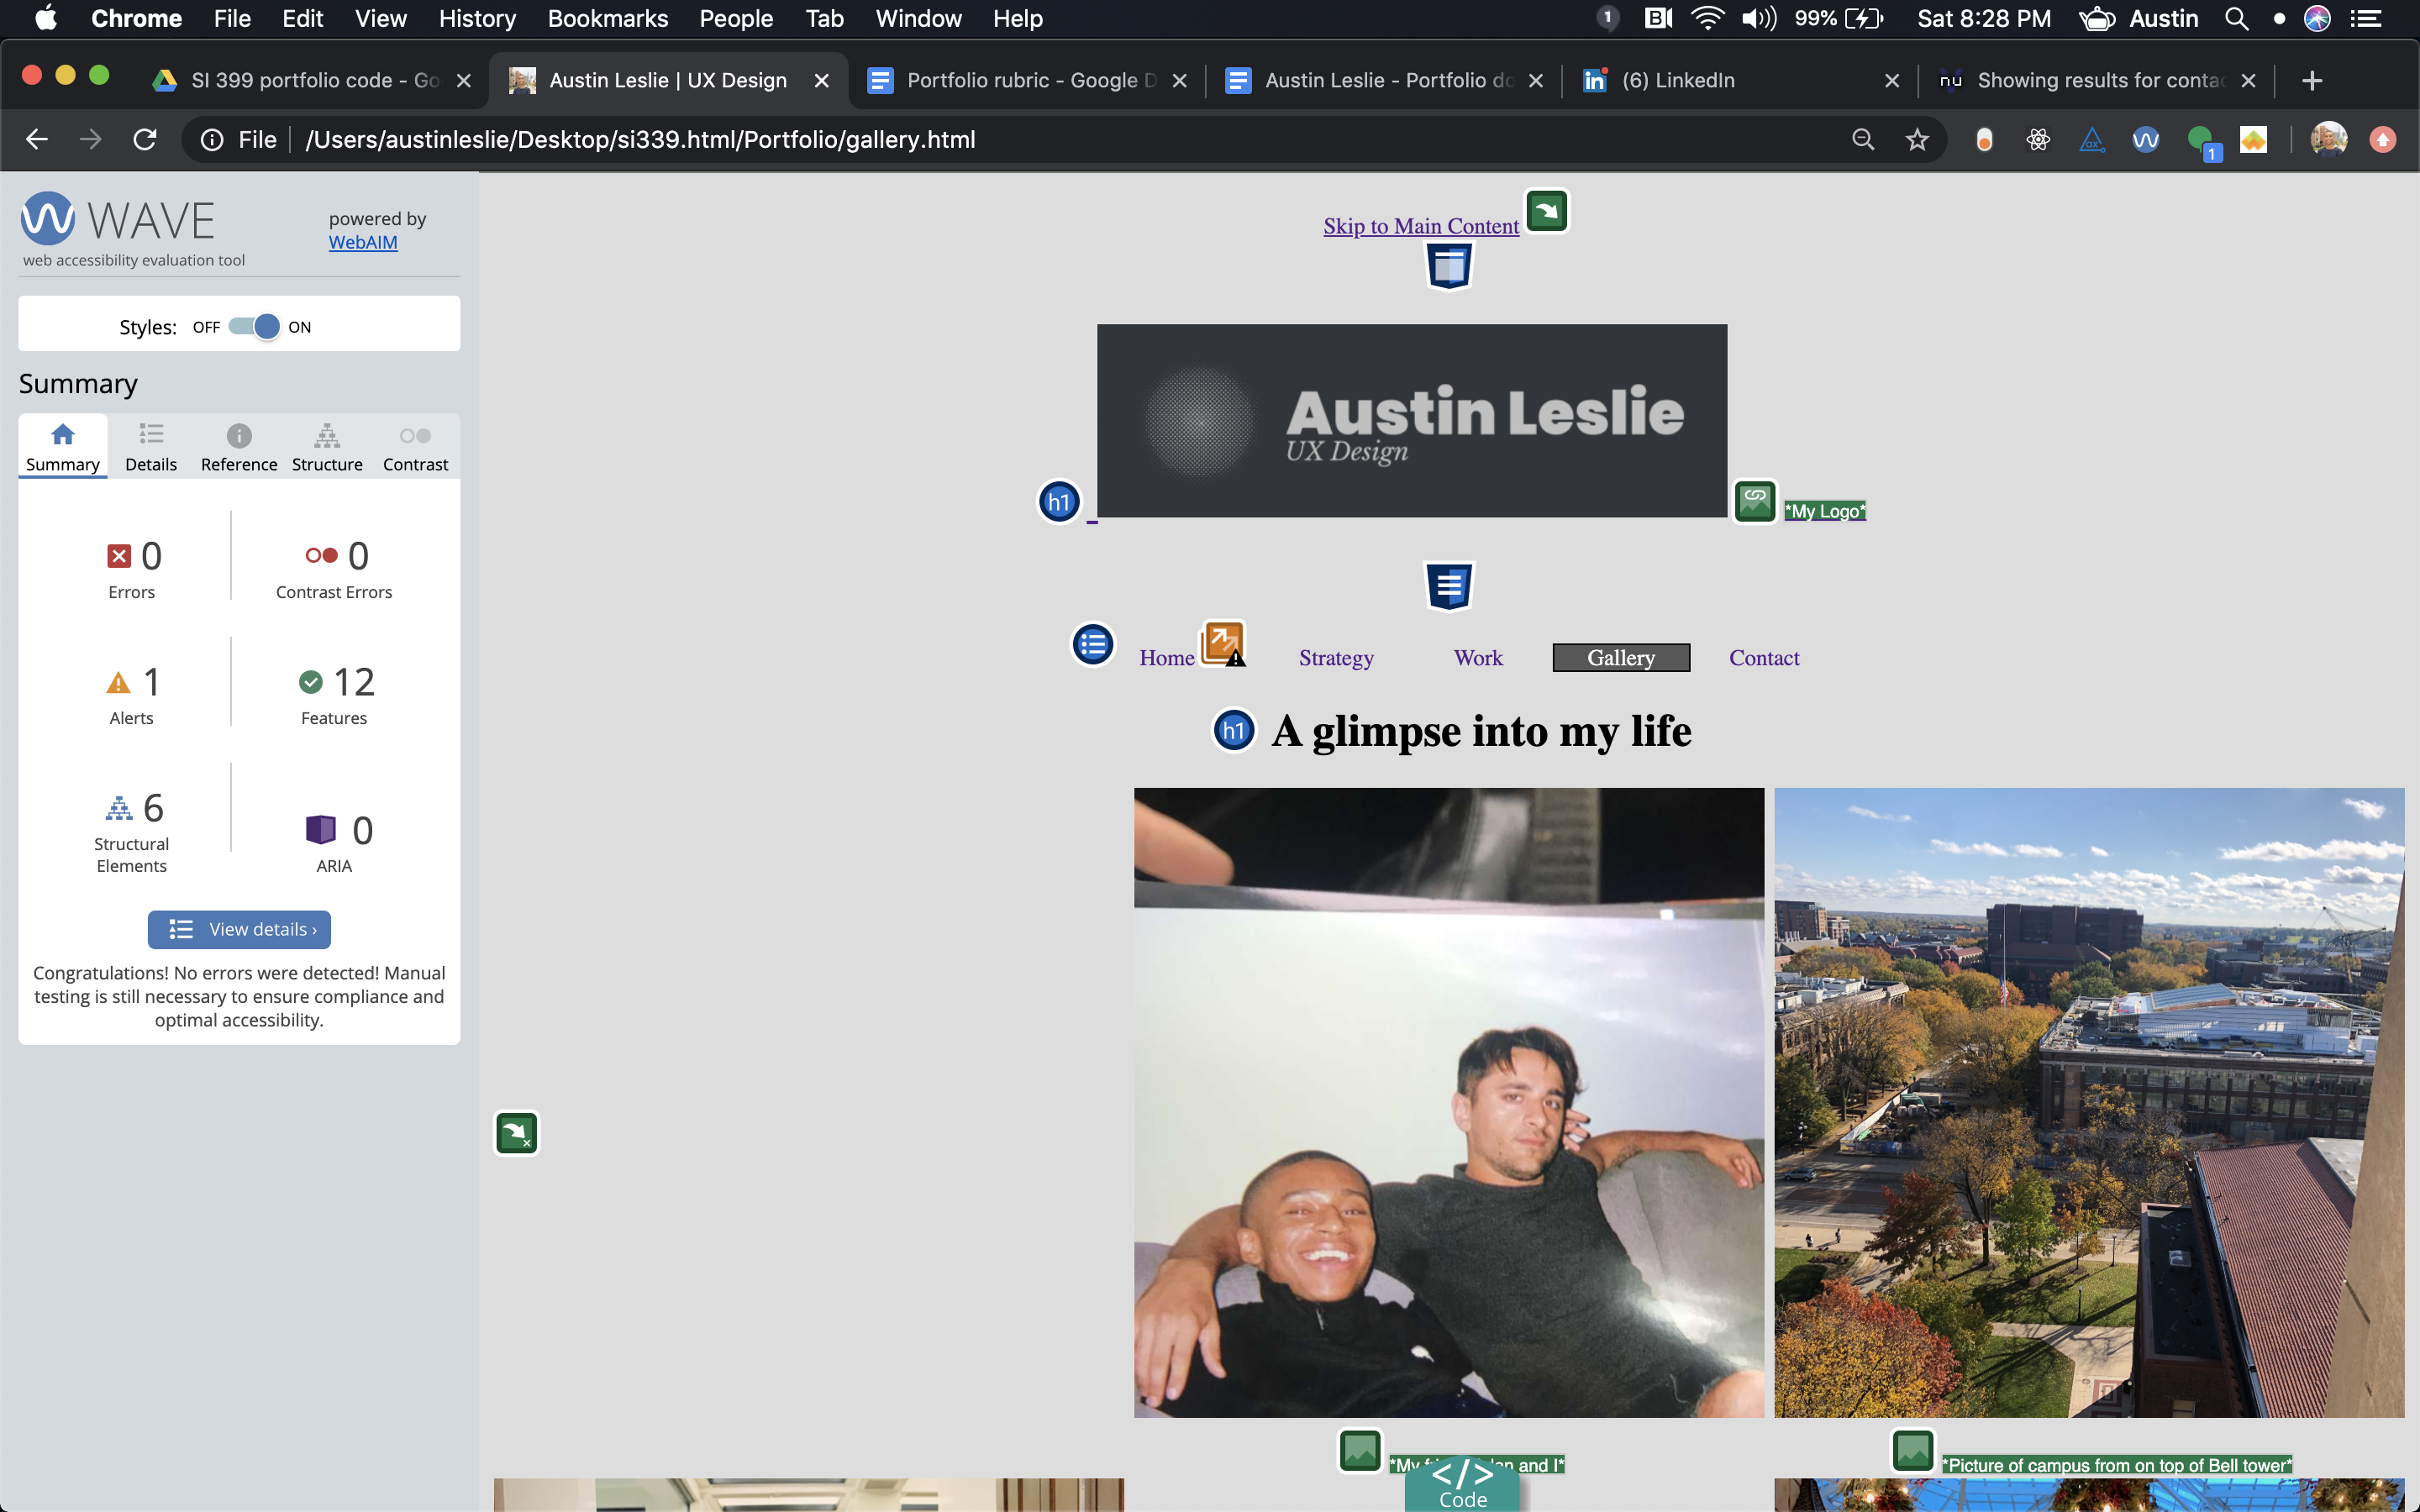 Chrome File Edit View History Bookmarks People Tab Window Help
1 99% Sat 8:28 PM Austin
SI 399 portfolio code - Go
Austin Leslie | UX Design
Portfolio rubric - Google D
Austin Leslie - Portfolio do
(6) LinkedIn
Showing results for contac
File /Users/austinleslie/Desktop/si339.html/Portfolio/gallery.html
1
WAVE
web accessibility evaluation tool
powered by
WebAIM
Styles: OFF ON
Summary
Summary Details Reference Structure Contrast
0 Errors
0 Contrast Errors
1 Alerts
12 Features
6 Structural
Elements
0 ARIA
View details ›
Congratulations! No errors were detected! Manual
testing is still necessary to ensure compliance and
optimal accessibility.
Skip to Main Content
Austin Leslie
UX Design
h1
*My Logo*
Home Strategy Work Gallery Contact
h1 A glimpse into my life
*My fri
an and I*
*Picture of campus from on top of Bell tower*
</>
Code